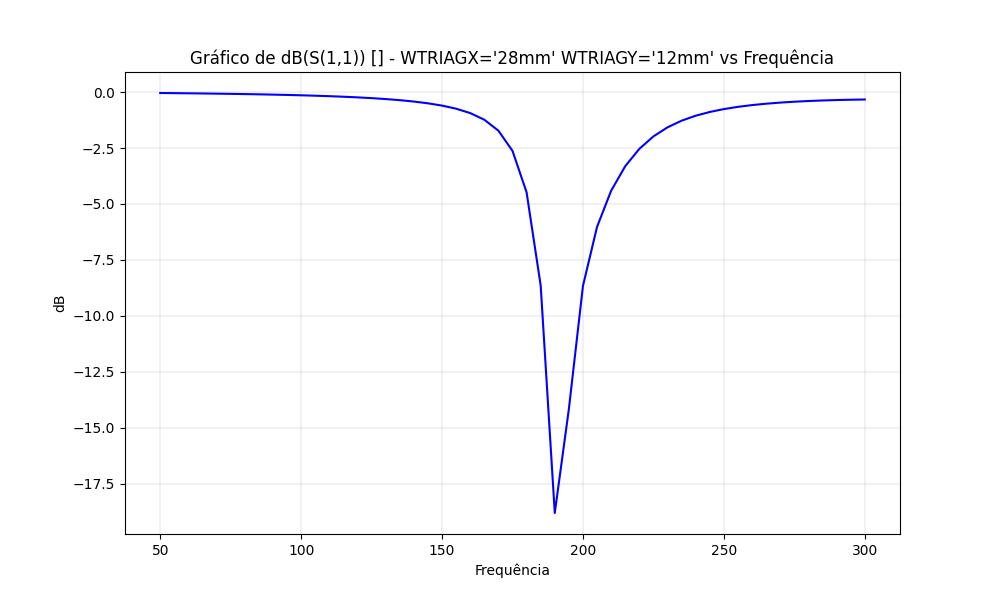 Gráfico de dB(S(1,1)) [] - WTRIAGX='28mm' WTRIAGY='12mm' vs Frequência
0.0
−2.5
−5.0
−7.5
−10.0
−12.5
−15.0
−17.5
dB
50 100 150 200 250 300
Frequência